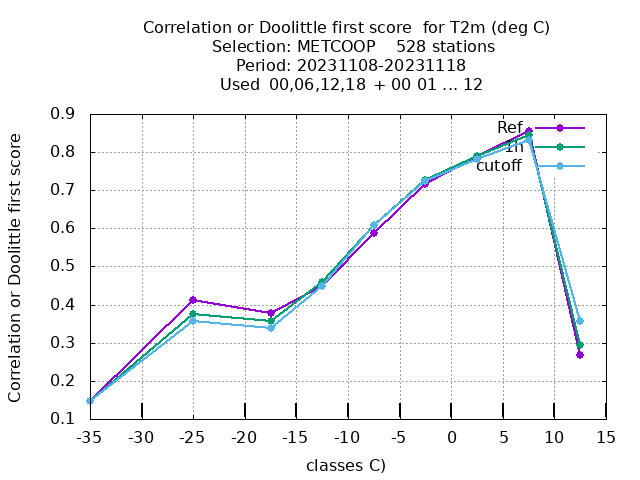 Correlation or Doolittle first score for T2m (deg C)
Selection: METCOOP 528 stations
Period: 20231108-20231118
Used 00,06,12,18 + 00 01 ... 12
Correlation or Doolittle first score
0.9
0.8
0.7
0.6
0.5
0.4
0.3
0.2
0.1
Ref
1h
cutoff
-35 -30 -25 -20 -15 -10 -5 0 5 10 15
classes C)